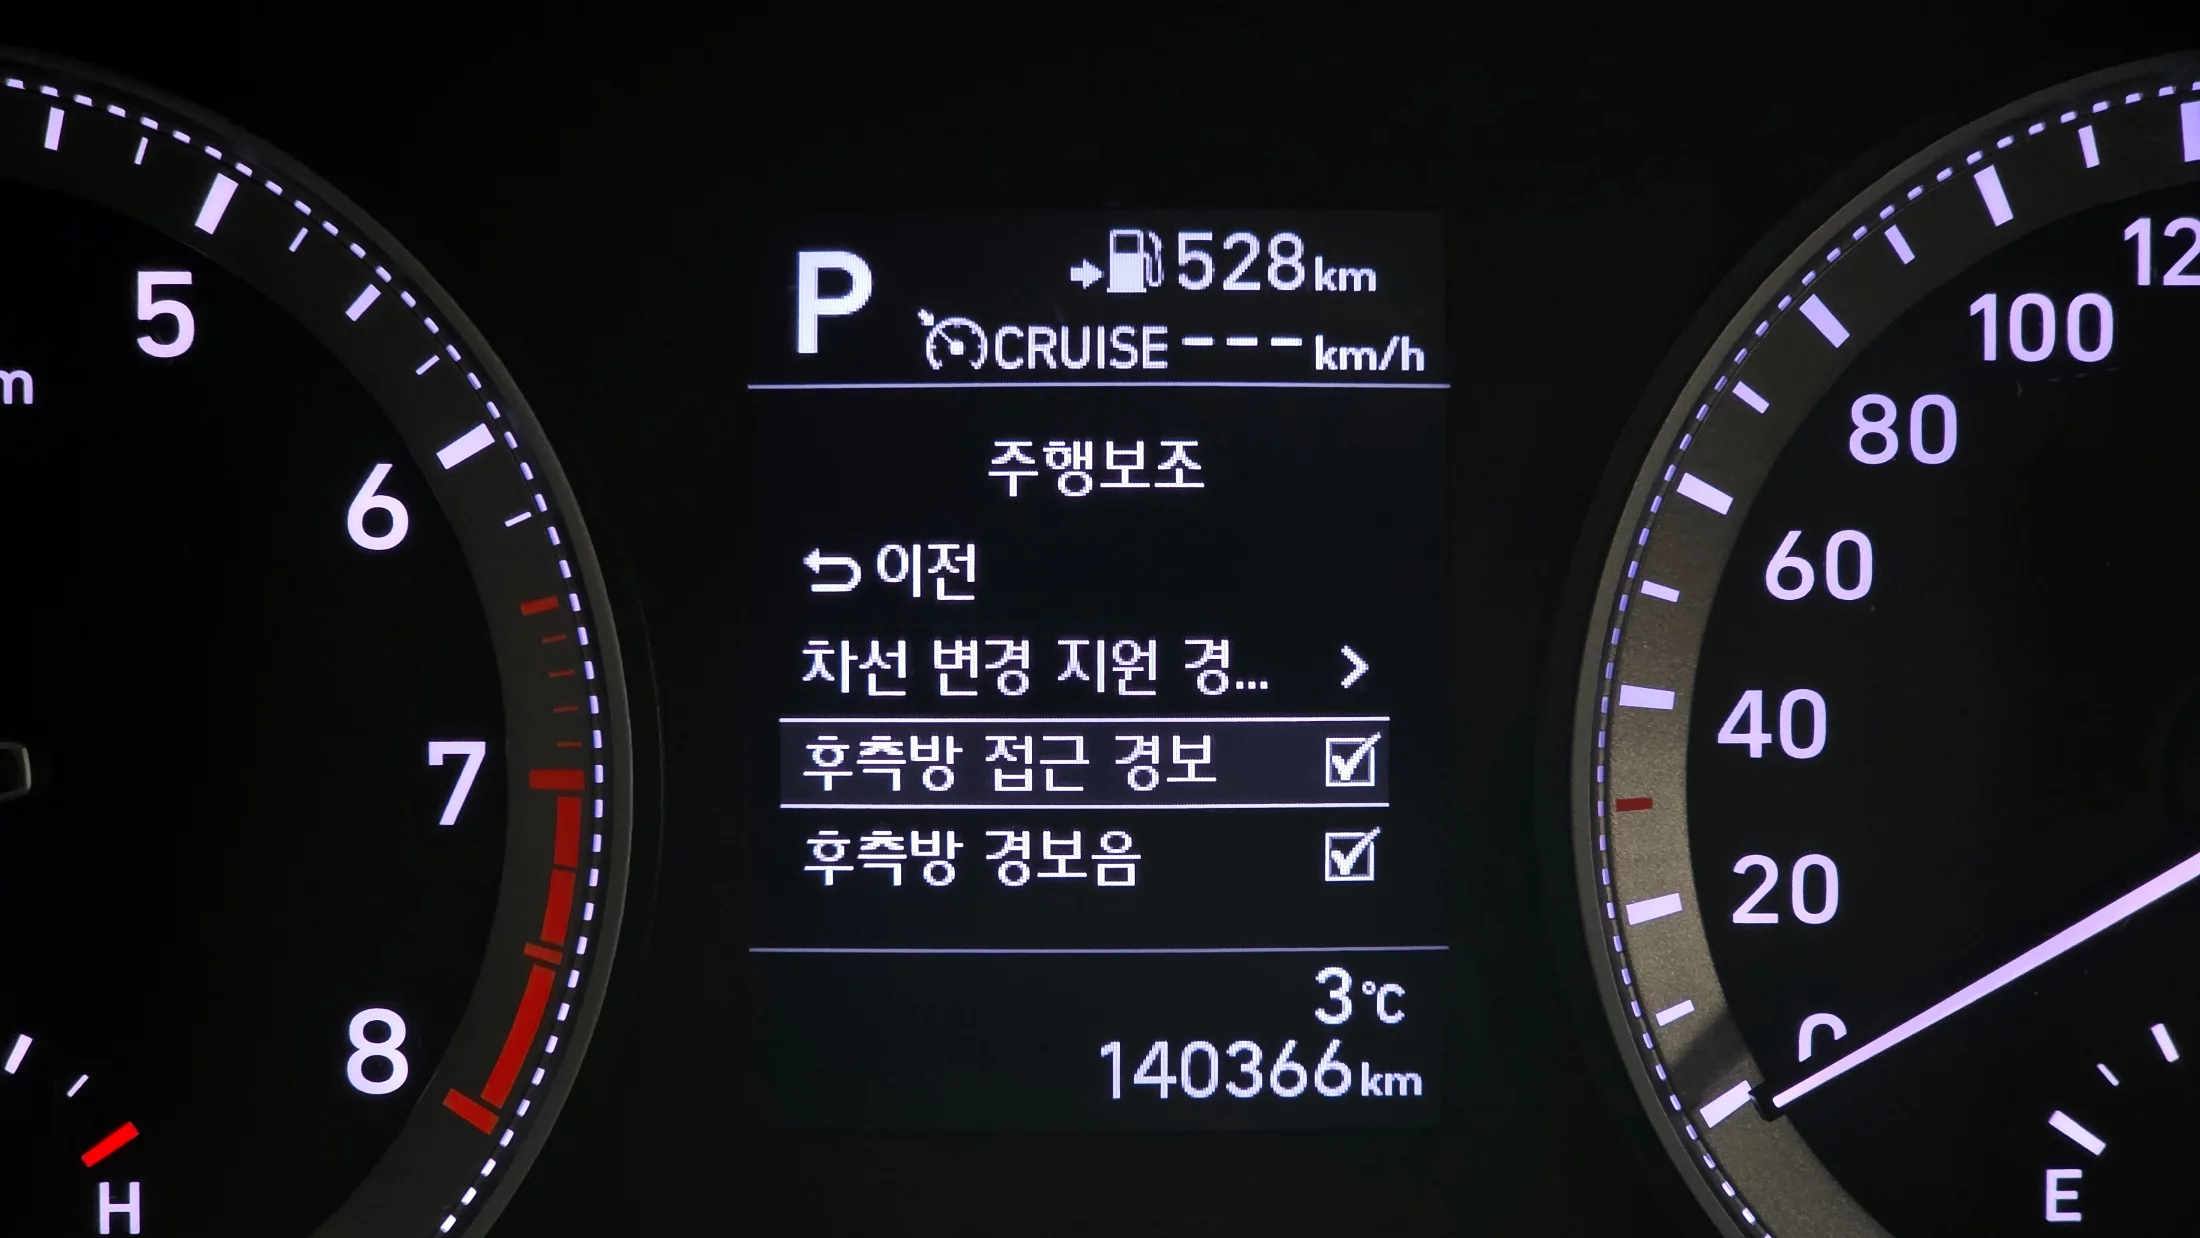 P
528km
CRUISE---km/h
주행보조
이전
차선 변경 지원 경...
후측방 접근 경보
후측방 경보음
3℃
140366km
5
m
6
7
8
H
12
100
80
60
40
20
0
E